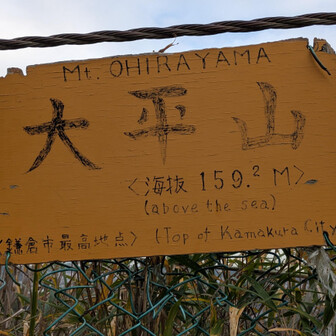 Mt. OHIRAYAMA
大平山
〈海抜 159.2 M〉
(above the sea)
〈鎌倉市最高地点〉 (Top of Kamakura City